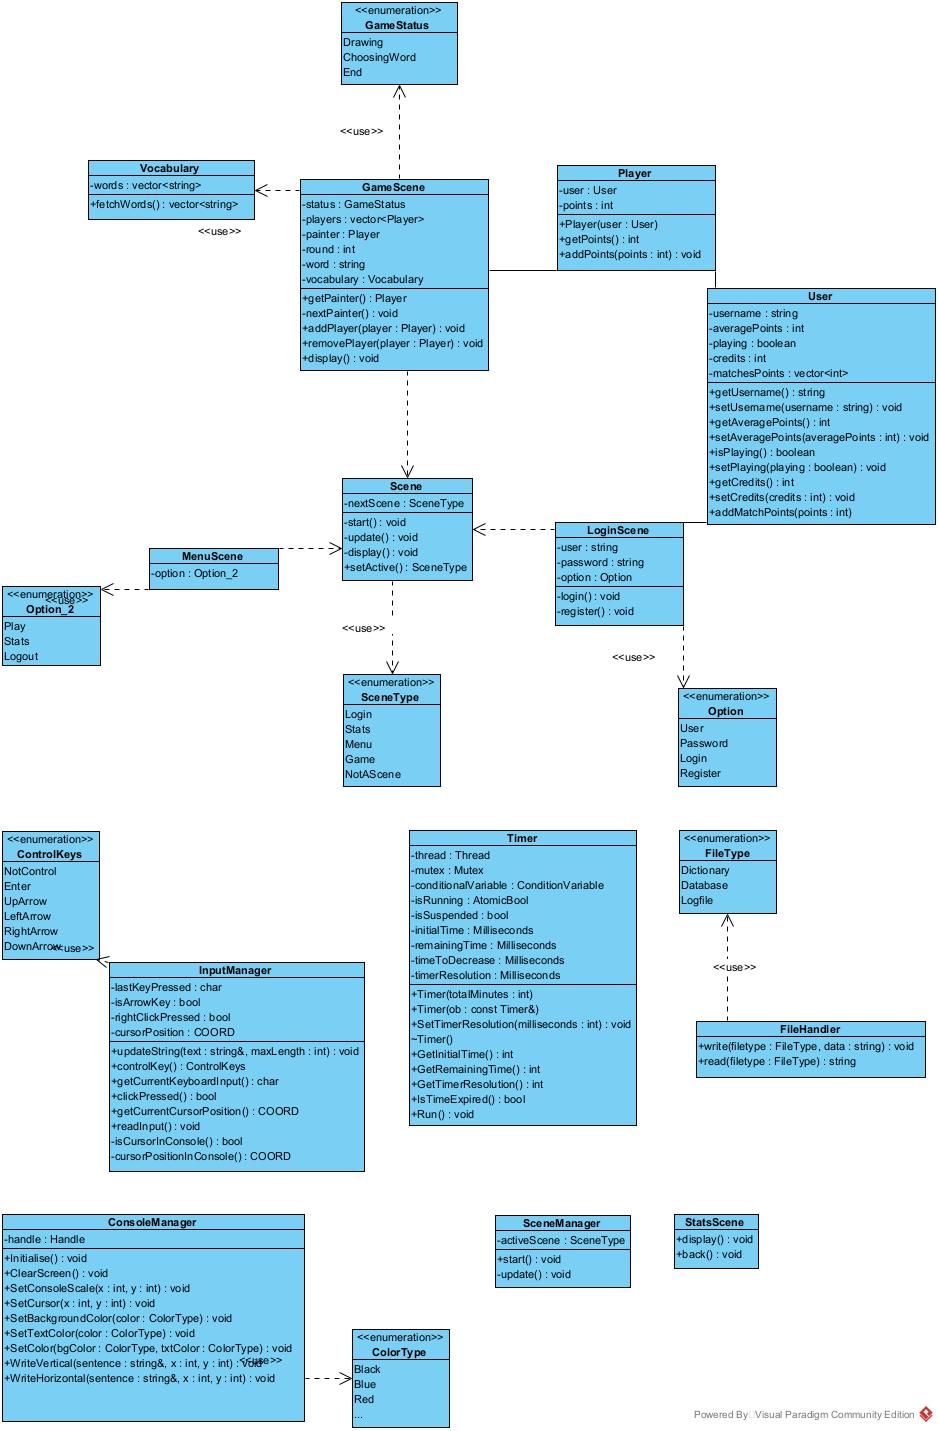 <<enumeration>>
GameStatus
Drawing
ChoosingWord
End
<<use>>
Vocabulary
-words : vector<string>
+fetchWords() : vector<string>
<<use>>
GameScene
-status : GameStatus
-players : vector<Player>
-painter : Player
-round : int
-word : string
-vocabulary : Vocabulary
+getPainter() : Player
-nextPainter() : void
+addPlayer(player : Player) : void
+removePlayer(player : Player) : void
+display() : void
Player
-user : User
-points : int
+Player(user : User)
+getPoints() : int
+addPoints(points : int) : void
User
-username : string
-averagePoints : int
-playing : boolean
-credits : int
-matchesPoints : vector<int>
+getUsername() : string
+setUsername(username : string) : void
+getAveragePoints() : int
+setAveragePoints(averagePoints : int) : void
+isPlaying() : boolean
+setPlaying(playing : boolean) : void
+getCredits() : int
+setCredits(credits : int) : void
+addMatchPoints(points : int)
Scene
-nextScene : SceneType
-start() : void
-update() : void
-display() : void
+setActive() : SceneType
LoginScene
-user : string
-password : string
-option : Option
-login() : void
-register() : void
MenuScene
-option : Option_2
<<enumeration>>
<<use>>
Option_2
Play
Stats
Logout
<<use>>
<<enumeration>>
SceneType
Login
Stats
Menu
Game
NotAScene
<<use>>
<<enumeration>>
Option
User
Password
Login
Register
<<enumeration>>
ControlKeys
NotControl
Enter
UpArrow
LeftArrow
RightArrow
DownArrow
<<use>>
InputManager
-lastKeyPressed : char
-isArrowKey : bool
-rightClickPressed : bool
-cursorPosition : COORD
+updateString(text : string&, maxLength : int) : void
+controlKey() : ControlKeys
+getCurrentKeyboardInput() : char
+clickPressed() : bool
+getCurrentCursorPosition() : COORD
+readInput() : void
-isCursorInConsole() : bool
-cursorPositionInConsole() : COORD
Timer
-thread : Thread
-mutex : Mutex
-conditionalVariable : ConditionVariable
-isRunning : AtomicBool
-isSuspended : bool
-initialTime : Milliseconds
-remainingTime : Milliseconds
-timeToDecrease : Milliseconds
-timerResolution : Milliseconds
+Timer(totalMinutes : int)
+Timer(ob : const Timer&)
+SetTimerResolution(milliseconds : int) : void
~Timer()
+GetInitialTime() : int
+GetRemainingTime() : int
+GetTimerResolution() : int
+IsTimeExpired() : bool
+Run() : void
<<enumeration>>
FileType
Dictionary
Database
Logfile
<<use>>
FileHandler
+write(filetype : FileType, data : string) : void
+read(filetype : FileType) : string
ConsoleManager
-handle : Handle
+Initialise() : void
+ClearScreen() : void
+SetConsoleScale(x : int, y : int) : void
+SetCursor(x : int, y : int) : void
+SetBackgroundColor(color : ColorType) : void
+SetTextColor(color : ColorType) : void
+SetColor(bgColor : ColorType, txtColor : ColorType) : void
+WriteVertical(sentence : string&, x : int, y : int) : void
<<use>>
+WriteHorizontal(sentence : string&, x : int, y : int) : void
SceneManager
-activeScene : SceneType
+start() : void
-update() : void
StatsScene
+display() : void
+back() : void
<<enumeration>>
ColorType
Black
Blue
Red
...
Powered By Visual Paradigm Community Edition